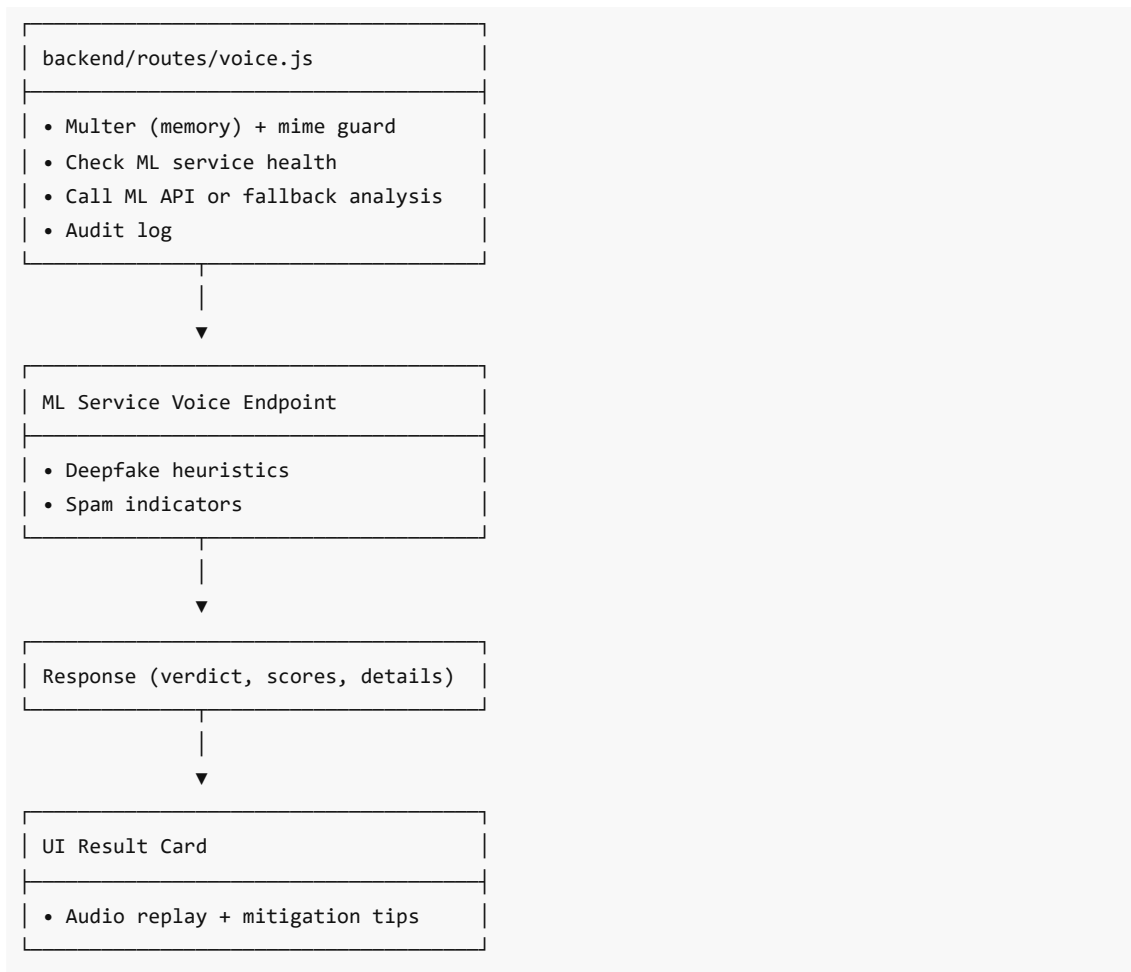 backend/routes/voice.js
• Multer (memory) + mime guard
• Check ML service health
• Call ML API or fallback analysis
• Audit log
ML Service Voice Endpoint
• Deepfake heuristics
• Spam indicators
Response (verdict, scores, details)
UI Result Card
• Audio replay + mitigation tips